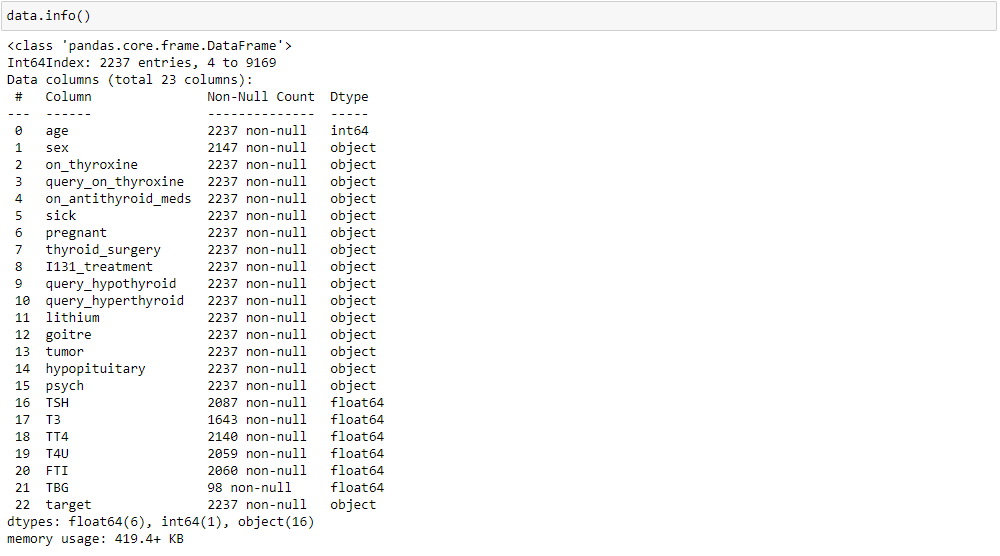 data.info()
<class 'pandas.core.frame.DataFrame'>
Int64Index: 2237 entries, 4 to 9169
Data columns (total 23 columns):
 #   Column               Non-Null Count  Dtype
---  ------               --------------  -----
 0   age                  2237 non-null   int64
 1   sex                  2147 non-null   object
 2   on_thyroxine         2237 non-null   object
 3   query_on_thyroxine   2237 non-null   object
 4   on_antithyroid_meds  2237 non-null   object
 5   sick                 2237 non-null   object
 6   pregnant             2237 non-null   object
 7   thyroid_surgery      2237 non-null   object
 8   I131_treatment       2237 non-null   object
 9   query_hypothyroid    2237 non-null   object
 10  query_hyperthyroid   2237 non-null   object
 11  lithium              2237 non-null   object
 12  goitre               2237 non-null   object
 13  tumor                2237 non-null   object
 14  hypopituitary        2237 non-null   object
 15  psych                2237 non-null   object
 16  TSH                  2087 non-null   float64
 17  T3                   1643 non-null   float64
 18  TT4                  2140 non-null   float64
 19  T4U                  2059 non-null   float64
 20  FTI                  2060 non-null   float64
 21  TBG                  98 non-null     float64
 22  target               2237 non-null   object
dtypes: float64(6), int64(1), object(16)
memory usage: 419.4+ KB